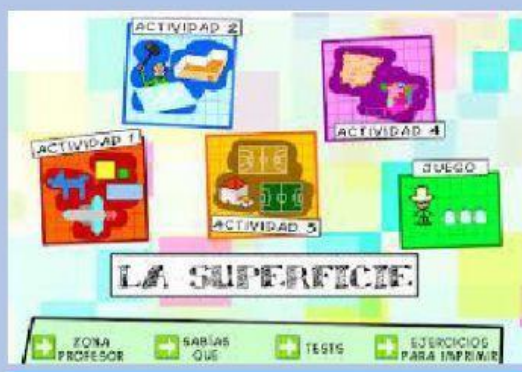 ACTIVIDAD 2
ACTIVIDAD 4
ACTIVIDAD 1
JUEGO
ACTIVIDAD 3
LA SUPERFICIE
ZONA
PROFESOR
SABÍAS
QUE
TESTS
EJERCICIOS
PARA IMPRIMIR